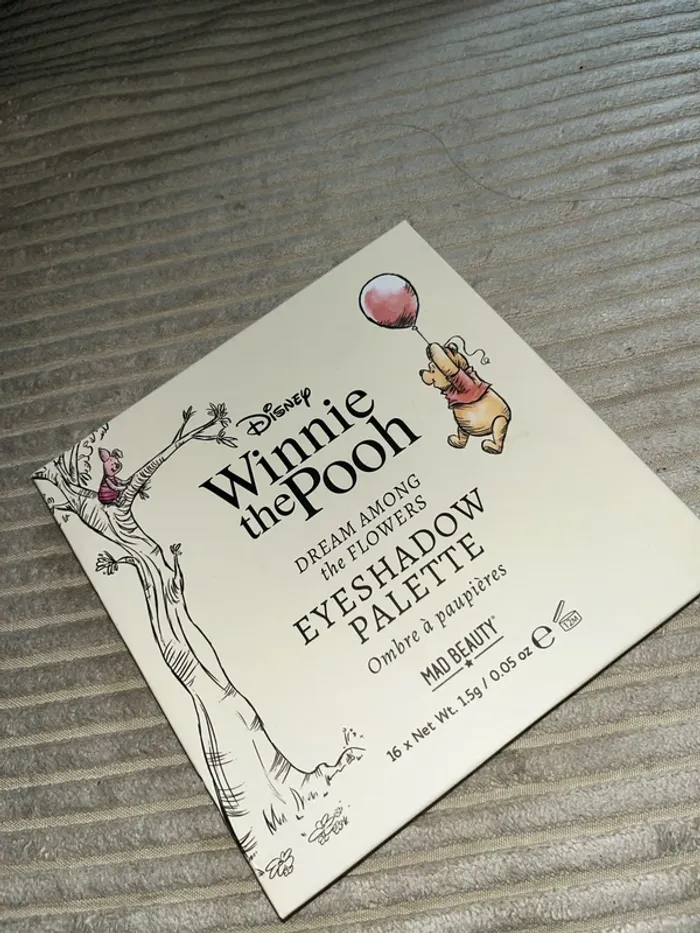 DISNEY
Winnie
the Pooh
DREAM AMONG
the FLOWERS
EYESHADOW
PALETTE
Ombre à paupières
MAD BEAUTY®
16 x Net Wt. 1.5g / 0.05 oz ℮ 12M